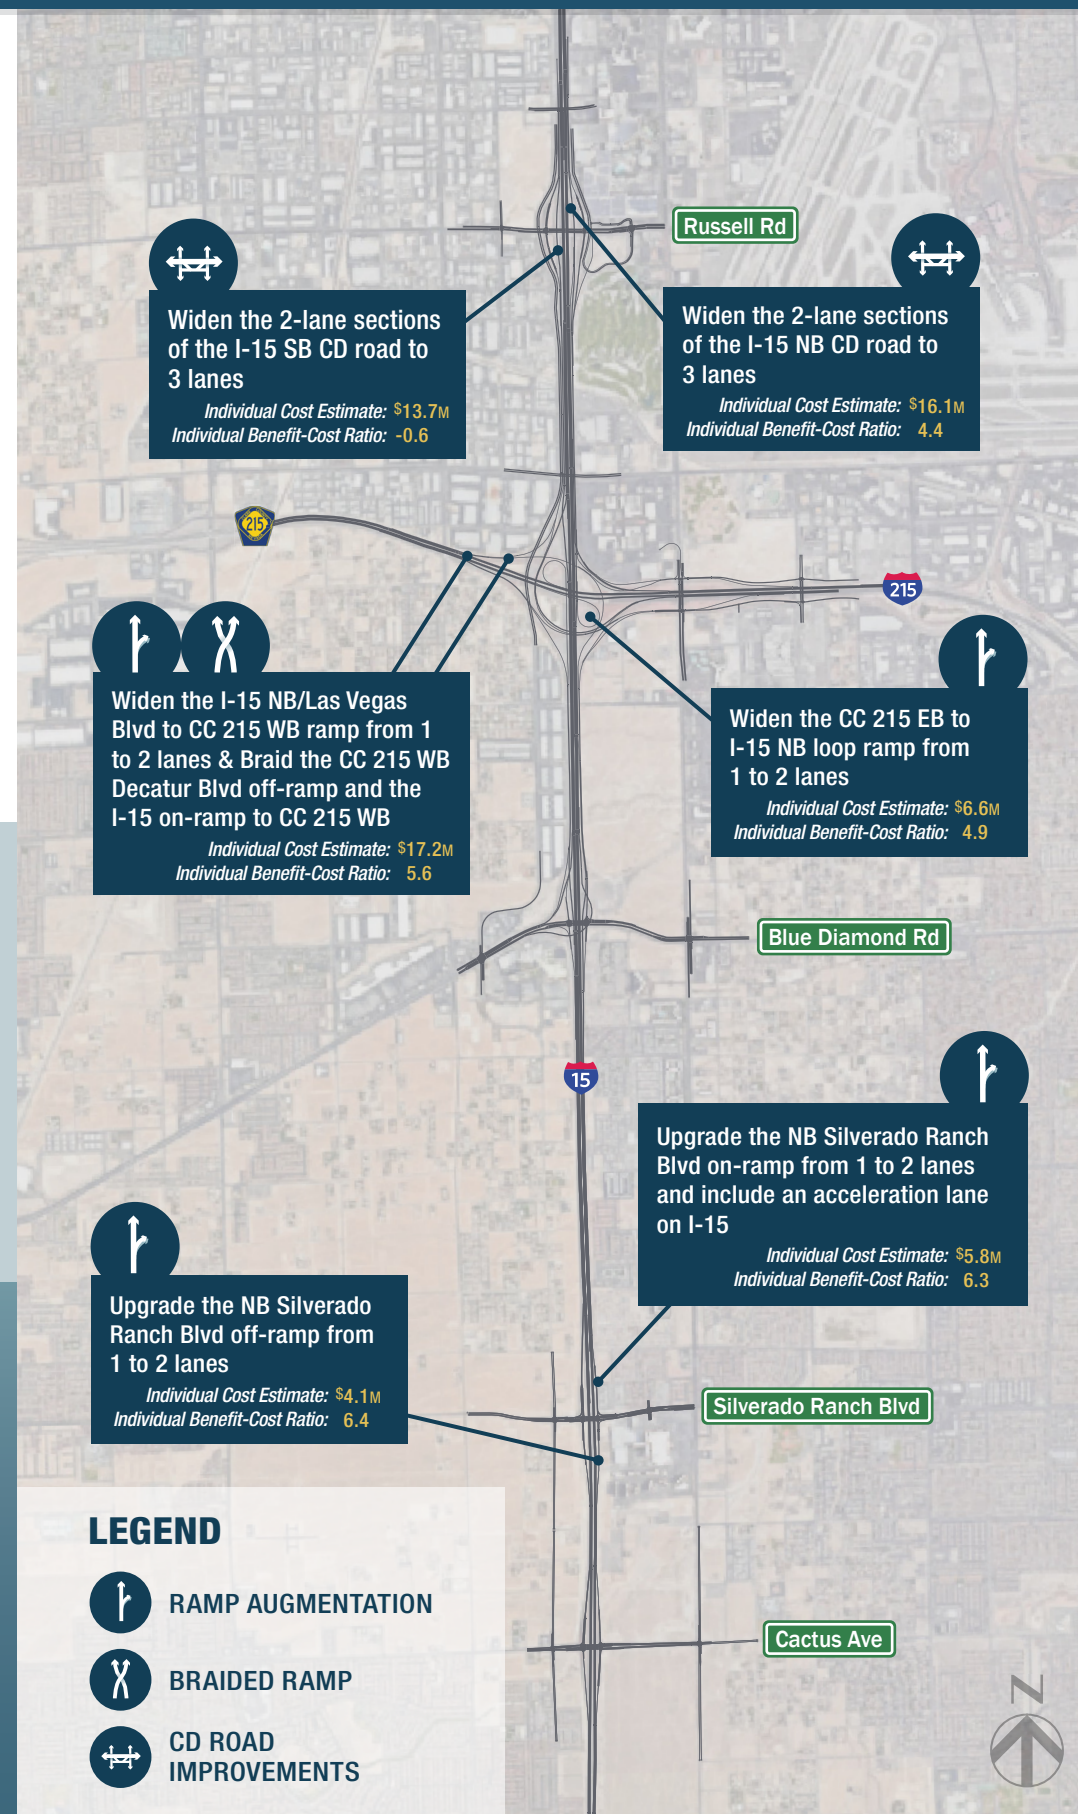 Russell Rd
Widen the 2-lane sections
of the I-15 SB CD road to
3 lanes
Individual Cost Estimate: $13.7M
Individual Benefit-Cost Ratio: -0.6
Widen the 2-lane sections
of the I-15 NB CD road to
3 lanes
Individual Cost Estimate: $16.1M
Individual Benefit-Cost Ratio: 4.4
215
215
Widen the I-15 NB/Las Vegas
Blvd to CC 215 WB ramp from 1
to 2 lanes & Braid the CC 215 WB
Decatur Blvd off-ramp and the
I-15 on-ramp to CC 215 WB
Individual Cost Estimate: $17.2M
Individual Benefit-Cost Ratio: 5.6
Widen the CC 215 EB to
I-15 NB loop ramp from
1 to 2 lanes
Individual Cost Estimate: $6.6M
Individual Benefit-Cost Ratio: 4.9
Blue Diamond Rd
15
Upgrade the NB Silverado Ranch
Blvd on-ramp from 1 to 2 lanes
and include an acceleration lane
on I-15
Individual Cost Estimate: $5.8M
Individual Benefit-Cost Ratio: 6.3
Upgrade the NB Silverado
Ranch Blvd off-ramp from
1 to 2 lanes
Individual Cost Estimate: $4.1M
Individual Benefit-Cost Ratio: 6.4
Silverado Ranch Blvd
LEGEND
RAMP AUGMENTATION
BRAIDED RAMP
CD ROAD
IMPROVEMENTS
Cactus Ave
N